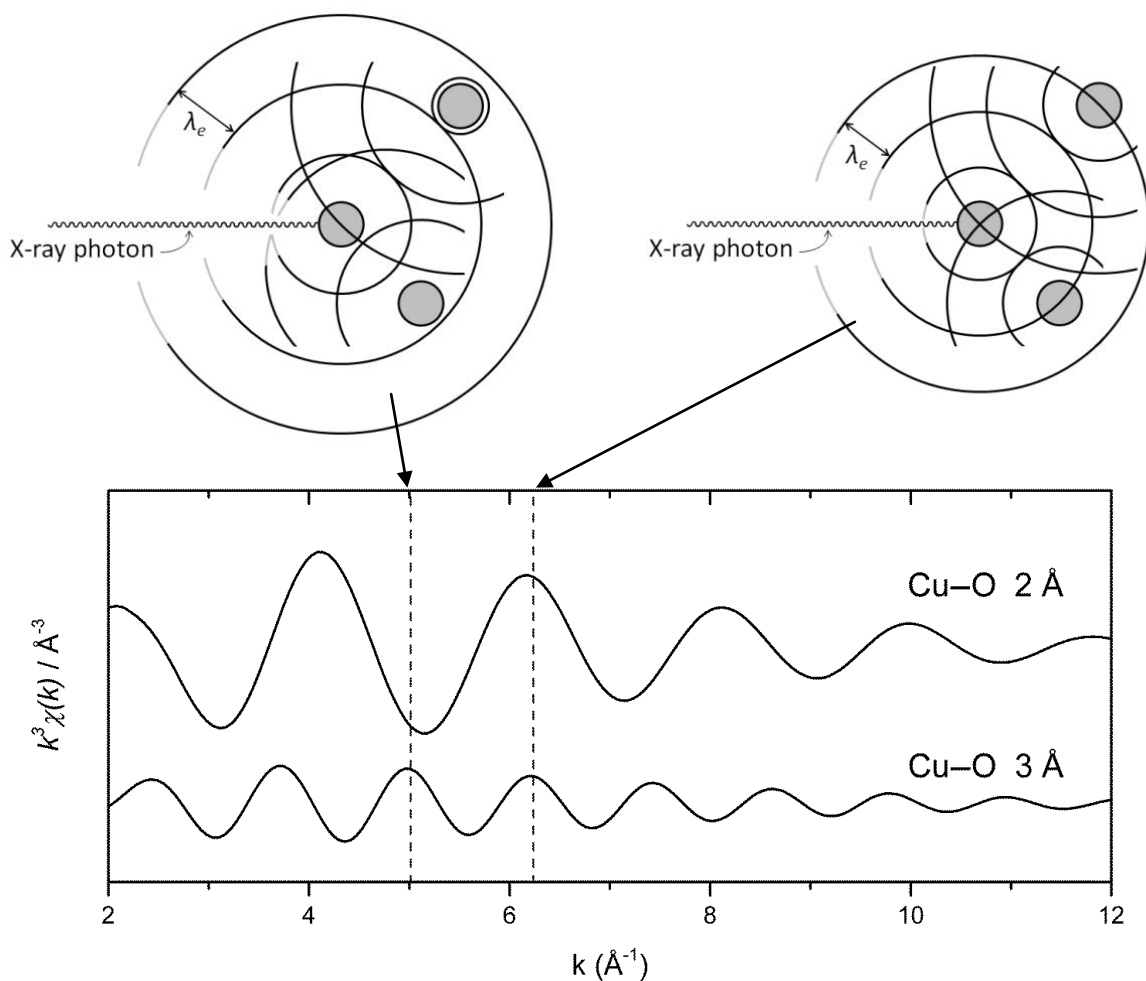 λₑ
X-ray photon
λₑ
X-ray photon
Cu–O 2 Å
Cu–O 3 Å
k³χ(k) / Å⁻³
2 4 6 8 10 12
k (Å⁻¹)